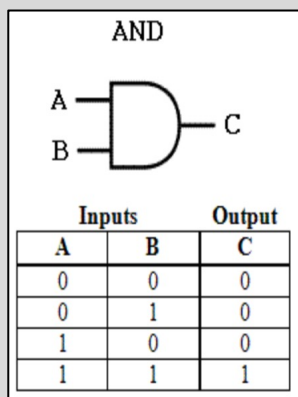 AND
A
C
B
Inputs Output
A B C
0 0 0
0 1 0
1 0 0
1 1 1